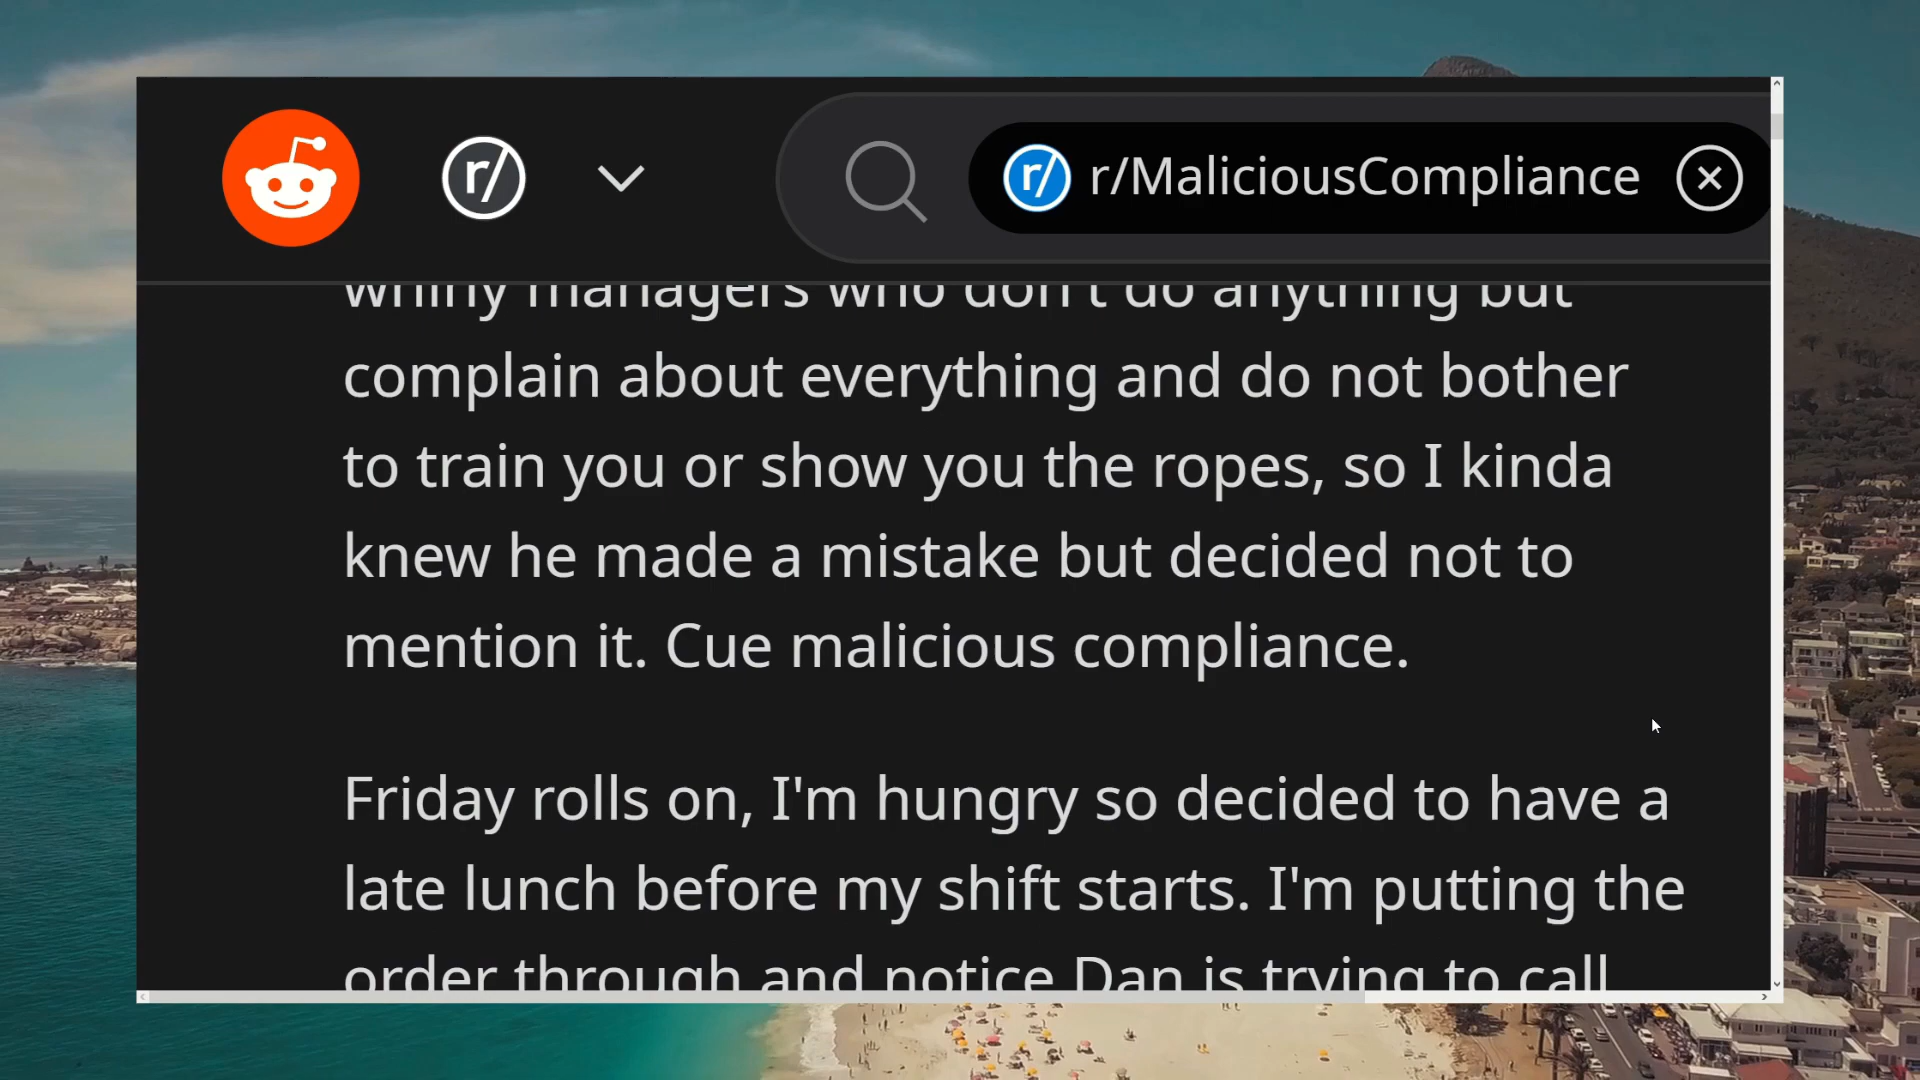 r/
r/ r/MaliciousCompliance
whiny managers who don't do anything but
complain about everything and do not bother
to train you or show you the ropes, so I kinda
knew he made a mistake but decided not to
mention it. Cue malicious compliance.
Friday rolls on, I'm hungry so decided to have a
late lunch before my shift starts. I'm putting the
order through and notice Dan is trying to call